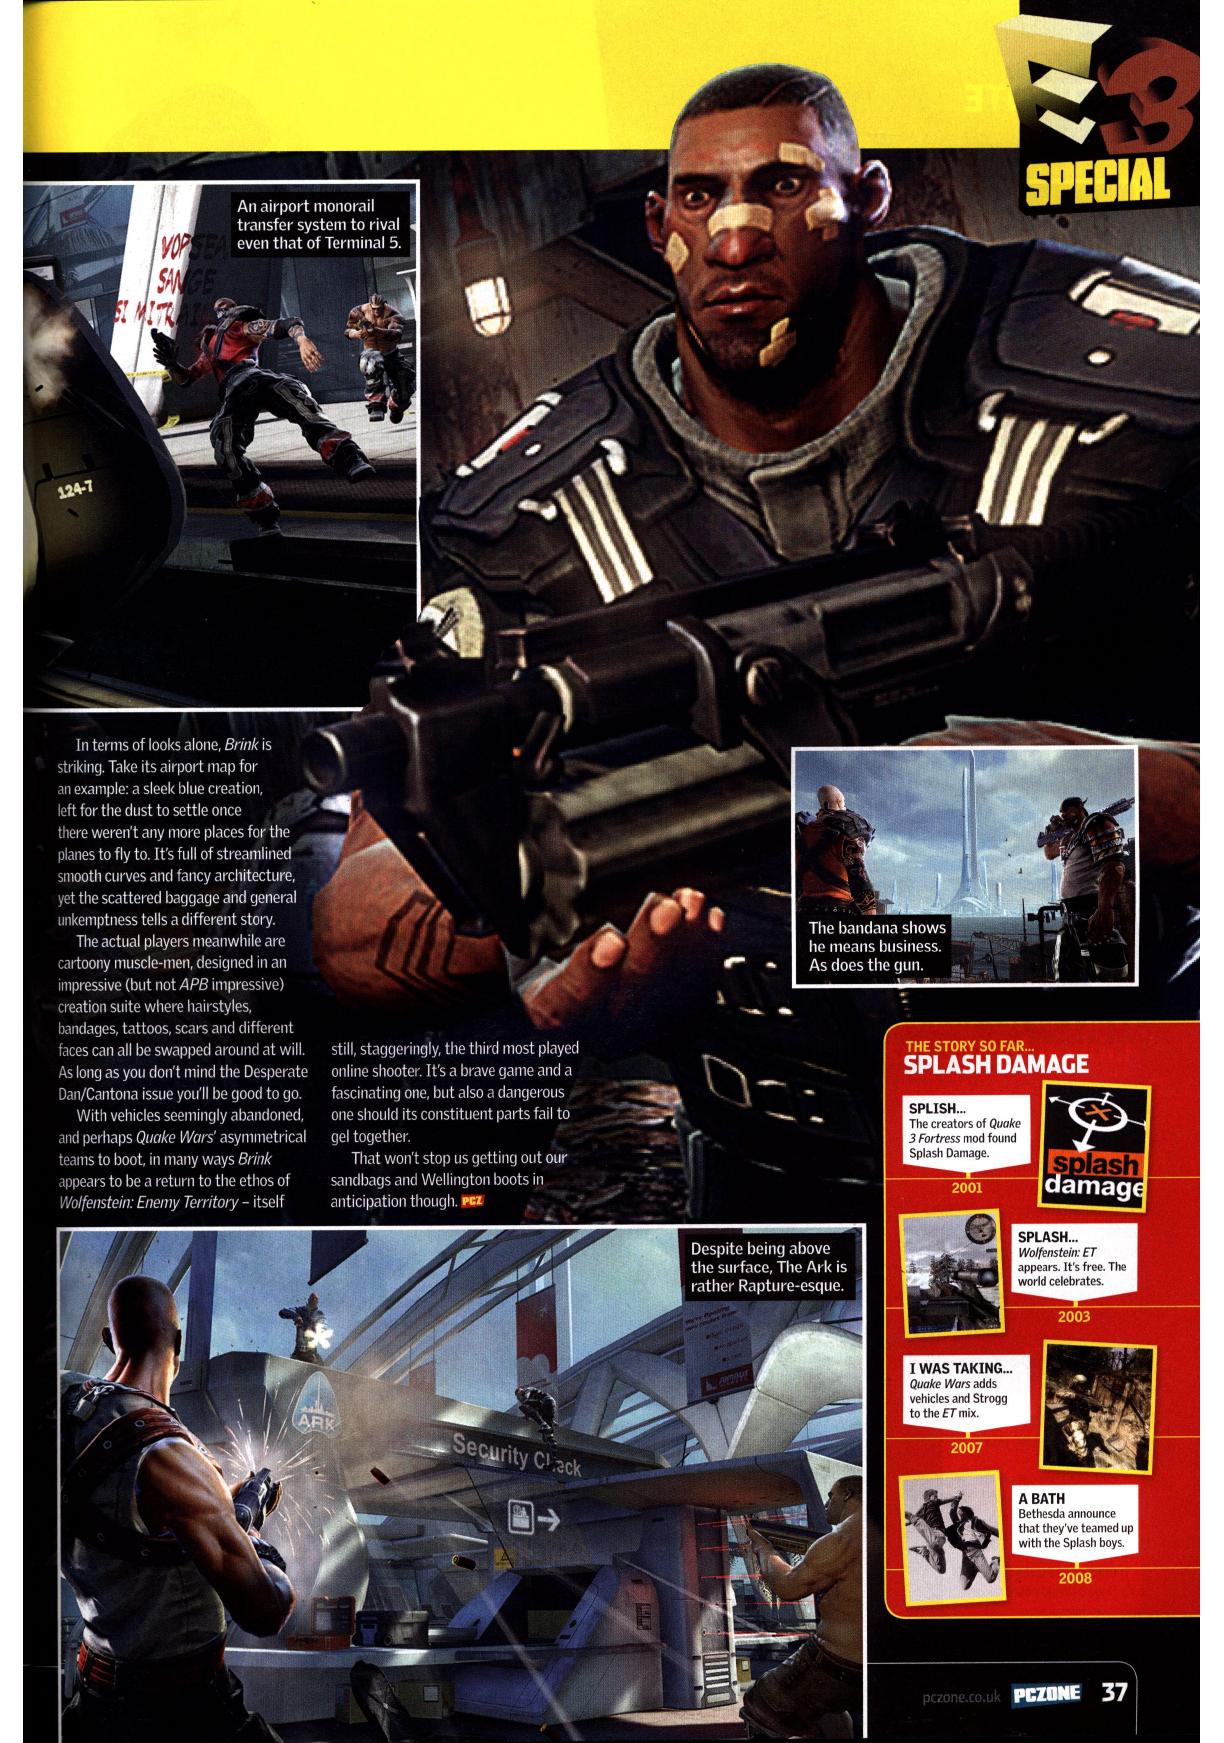 E3
SPECIAL
An airport monorail
transfer system to rival
even that of Terminal 5.
VOPSEA
SANGE
SI MITRA
124-7
In terms of looks alone, Brink is
striking. Take its airport map for
an example: a sleek blue creation,
left for the dust to settle once
there weren't any more places for the
planes to fly to. It's full of streamlined
smooth curves and fancy architecture,
yet the scattered baggage and general
unkemptness tells a different story.
The actual players meanwhile are
cartoony muscle-men, designed in an
impressive (but not APB impressive)
creation suite where hairstyles,
bandages, tattoos, scars and different
faces can all be swapped around at will.
As long as you don't mind the Desperate
Dan/Cantona issue you'll be good to go.
With vehicles seemingly abandoned,
and perhaps Quake Wars' asymmetrical
teams to boot, in many ways Brink
appears to be a return to the ethos of
Wolfenstein: Enemy Territory – itself
still, staggeringly, the third most played
online shooter. It's a brave game and a
fascinating one, but also a dangerous
one should its constituent parts fail to
gel together.
That won't stop us getting out our
sandbags and Wellington boots in
anticipation though. PCZ
The bandana shows
he means business.
As does the gun.
THE STORY SO FAR...
SPLASH DAMAGE
SPLISH...
The creators of Quake
3 Fortress mod found
Splash Damage.
2001
splash
damage
SPLASH...
Wolfenstein: ET
appears. It's free. The
world celebrates.
2003
I WAS TAKING...
Quake Wars adds
vehicles and Strogg
to the ET mix.
2007
A BATH
Bethesda announce
that they've teamed up
with the Splash boys.
2008
Despite being above
the surface, The Ark is
rather Rapture-esque.
ARK
Security Check
pczone.co.uk PCZONE 37